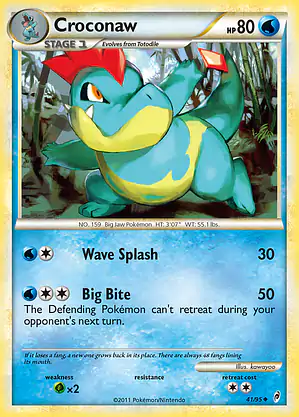 Croconaw HP 80
STAGE 1 Evolves from Totodile
NO. 159 Big Jaw Pokémon HT: 3'07" WT: 55.1 lbs.
Wave Splash 30
Big Bite 50
The Defending Pokémon can't retreat during your
opponent's next turn.
If it loses a fang, a new one grows back in its place. There are always 48 fangs lining
its mouth.
Illus. kawayoo
weakness resistance retreat cost
×2
©2011 Pokémon/Nintendo 41/95